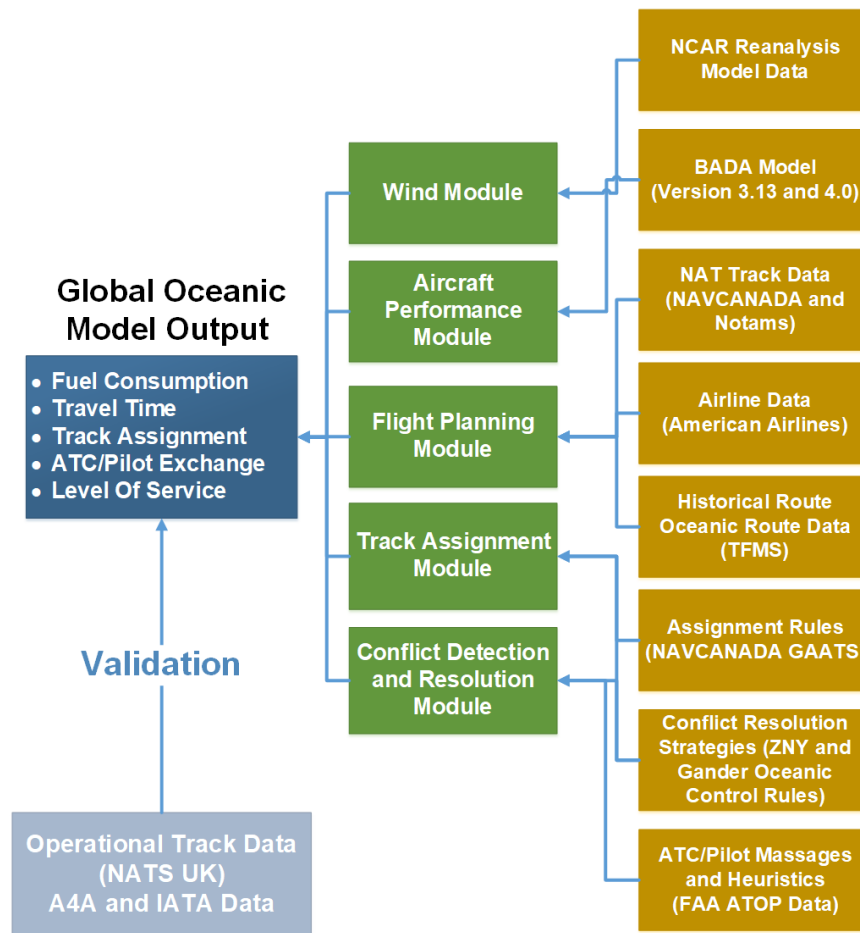 NCAR Reanalysis
Model Data
Wind Module
BADA Model
(Version 3.13 and 4.0)
Global Oceanic
Model Output
Aircraft
Performance
Module
NAT Track Data
(NAVCANADA and
Notams)
• Fuel Consumption
• Travel Time
• Track Assignment
• ATC/Pilot Exchange
• Level Of Service
Flight Planning
Module
Airline Data
(American Airlines)
Track Assignment
Module
Historical Route
Oceanic Route Data
(TFMS)
Validation
Conflict Detection
and Resolution
Module
Assignment Rules
(NAVCANADA GAATS
Conflict Resolution
Strategies (ZNY and
Gander Oceanic
Control Rules)
Operational Track Data
(NATS UK)
A4A and IATA Data
ATC/Pilot Massages
and Heuristics
(FAA ATOP Data)